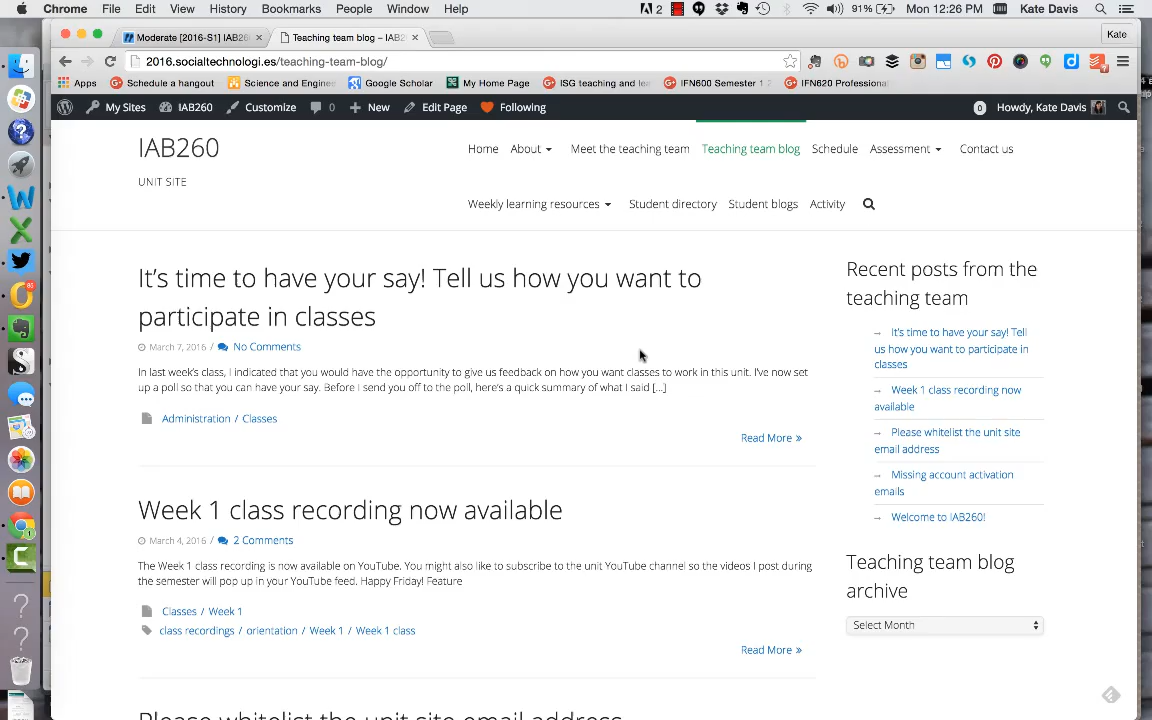 Chrome File Edit View History Bookmarks People Window Help 2 91% Mon 12:26 PM Kate Davis
Moderate [2016-S1] IAB26 Teaching team blog – IAB2 Kate
2016.socialtechnologi.es/teaching-team-blog/
Apps Schedule a hangout Science and Engine Google Scholar My Home Page ISG teaching and le IFN600 Semester 1 IFN620 Professiona
My Sites IAB260 Customize New Edit Page Following 0 Howdy, Kate Davis
IAB260
UNIT SITE
Home About Meet the teaching team Teaching team blog Schedule Assessment Contact us
Weekly learning resources Student directory Student blogs Activity
It's time to have your say! Tell us how you want to
participate in classes
March 7, 2016 / No Comments
In last week's class, I indicated that you would have the opportunity to give us feedback on how you want classes to work in this unit. I've now set
up a poll so that you can have your say. Before I send you off to the poll, here's a quick summary of what I said [...]
Administration / Classes
Read More »
Week 1 class recording now available
March 4, 2016 / 2 Comments
The Week 1 class recording is now available on YouTube. You might also like to subscribe to the unit YouTube channel so the videos I post during
the semester will pop up in your YouTube feed. Happy Friday! Feature
Classes / Week 1
class recordings / orientation / Week 1 / Week 1 class
Read More »
Please whitelist the unit site email address
Recent posts from the
teaching team
→ It's time to have your say! Tell
us how you want to participate in
classes
→ Week 1 class recording now
available
→ Please whitelist the unit site
email address
→ Missing account activation
emails
→ Welcome to IAB260!
Teaching team blog
archive
Select Month